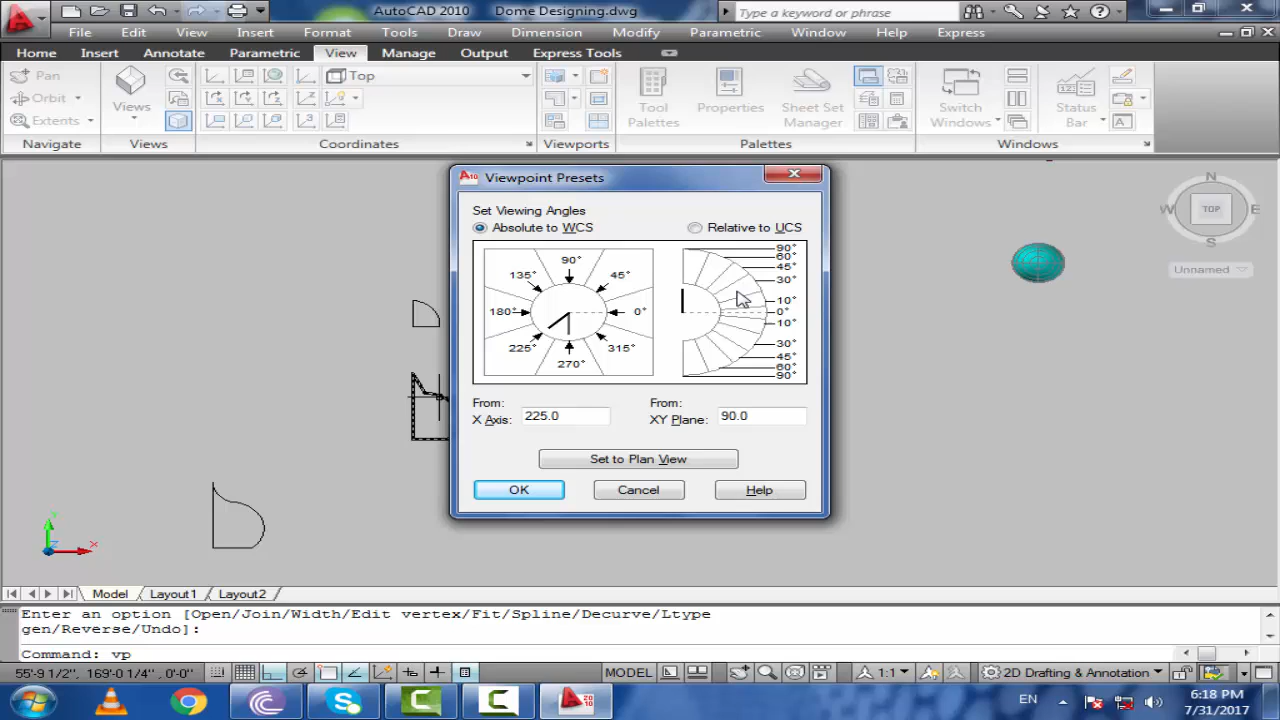 AutoCAD 2010
Dome Designing.dwg
Type a keyword or phrase
File Edit View Insert Format Tools Draw Dimension Modify Parametric Window Help Express
Home Insert Annotate Parametric View Manage Output Express Tools
Pan
Orbit
Extents
Views
Top
Tool Palettes
Properties
Sheet Set Manager
Switch Windows
Status Bar
Navigate Views Coordinates Viewports Palettes Windows
N
W TOP E
S
Unnamed
A10 Viewpoint Presets
Set Viewing Angles
Absolute to WCS
Relative to UCS
90°
135° 45°
180° 0°
225° 315°
270°
90°
60°
45°
30°
10°
0°
10°
30°
45°
60°
90°
From:
X Axis: 225.0
From:
XY Plane: 90.0
Set to Plan View
OK Cancel Help
Y
Z X
Model Layout1 Layout2
Enter an option [Open/Join/Width/Edit vertex/Fit/Spline/Decurve/Ltype
gen/Reverse/Undo]:
Command: vp
55'-9 1/2", 169'-0 1/4", 0'-0"
MODEL
1:1
2D Drafting & Annotation
2010
EN
6:18 PM
7/31/2017